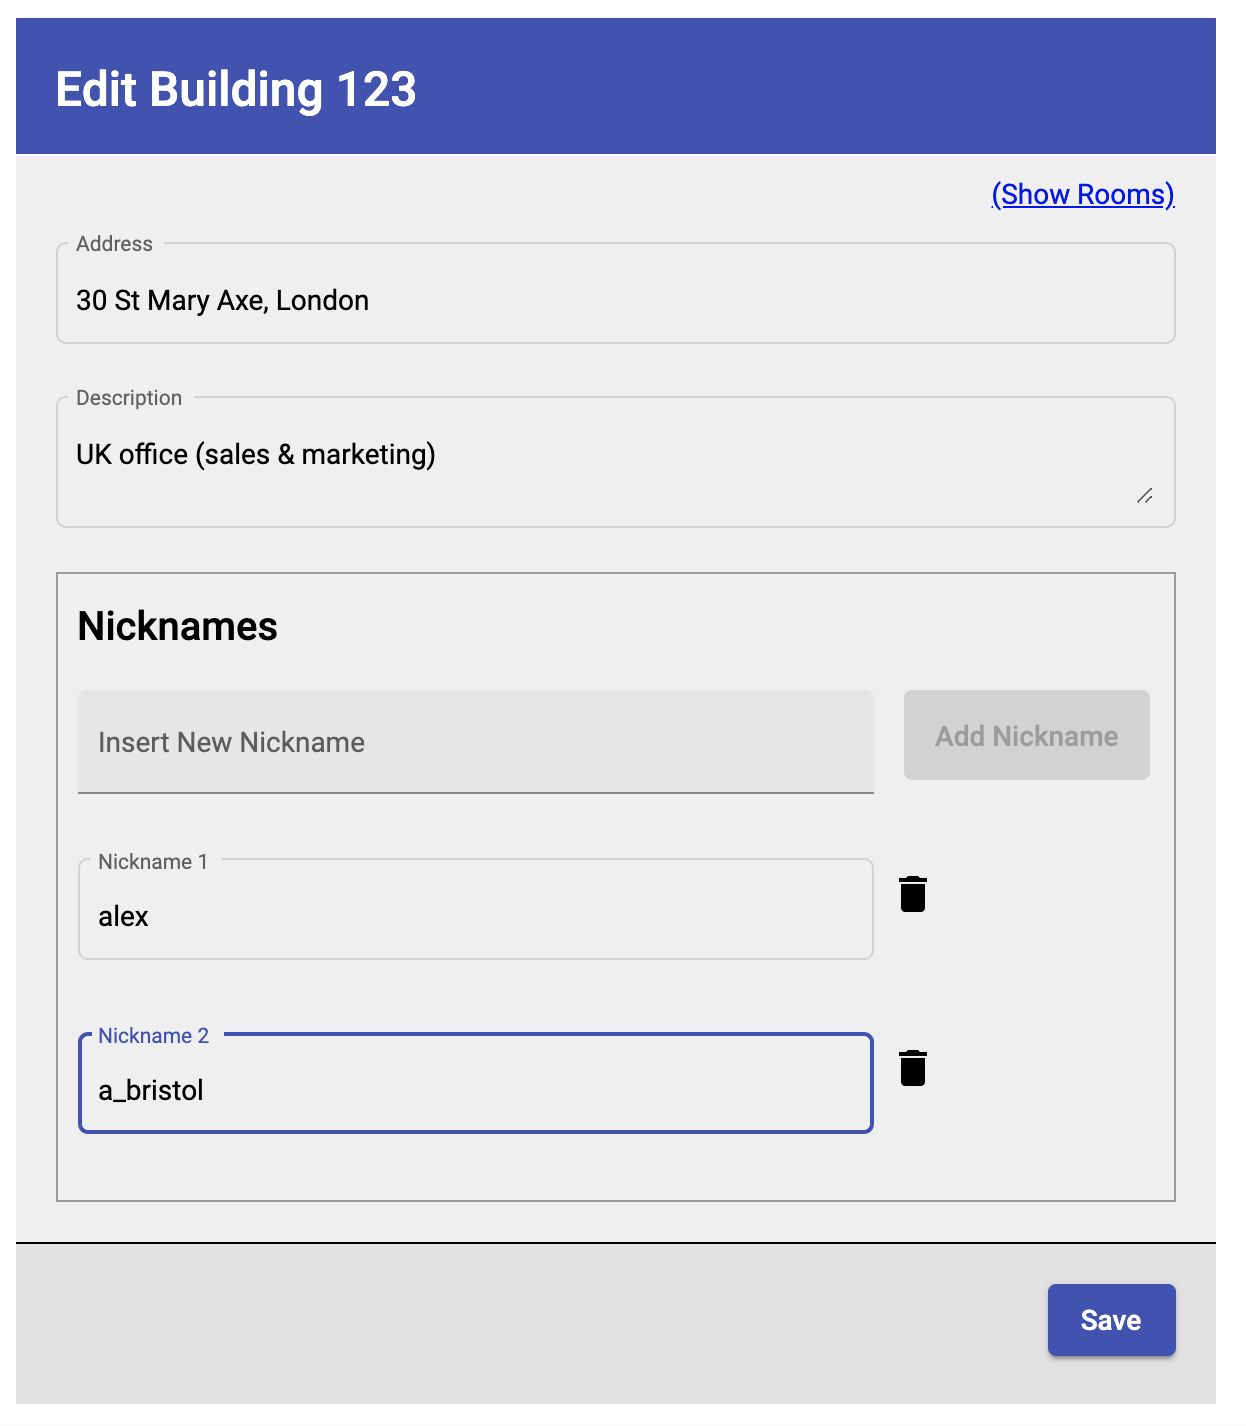 Edit Building 123
(Show Rooms)
Address
30 St Mary Axe, London
Description
UK office (sales & marketing)
Nicknames
Insert New Nickname
Add Nickname
Nickname 1
alex
Nickname 2
a_bristol
Save